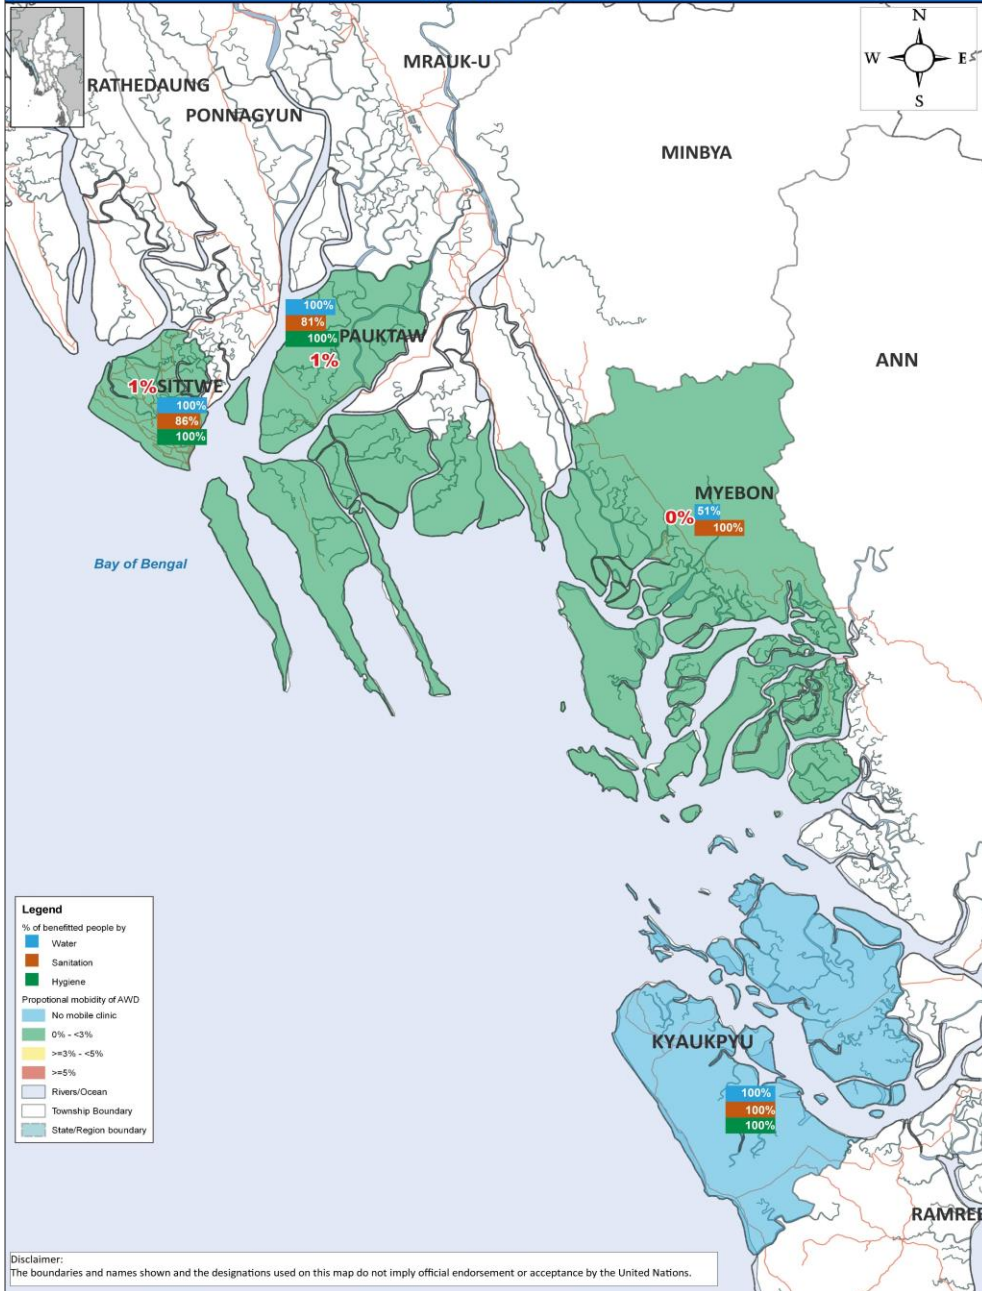 N
W
E
S
MRAUK-U
RATHEDAUNG
PONNAGYUN
MINBYA
100%
81%
100%
PAUKTAW
1%
ANN
1%
SITTWE
100%
86%
100%
MYEBON
0%
51%
100%
Bay of Bengal
Legend
% of benefitted people by
Water
Sanitation
Hygiene
Propotional mobidity of AWD
No mobile clinic
0% - <3%
>=3% - <5%
>=5%
Rivers/Ocean
Township Boundary
State/Region boundary
KYAUKPYU
100%
100%
100%
RAMREE
Disclaimer:
The boundaries and names shown and the designations used on this map do not imply official endorsement or acceptance by the United Nations.